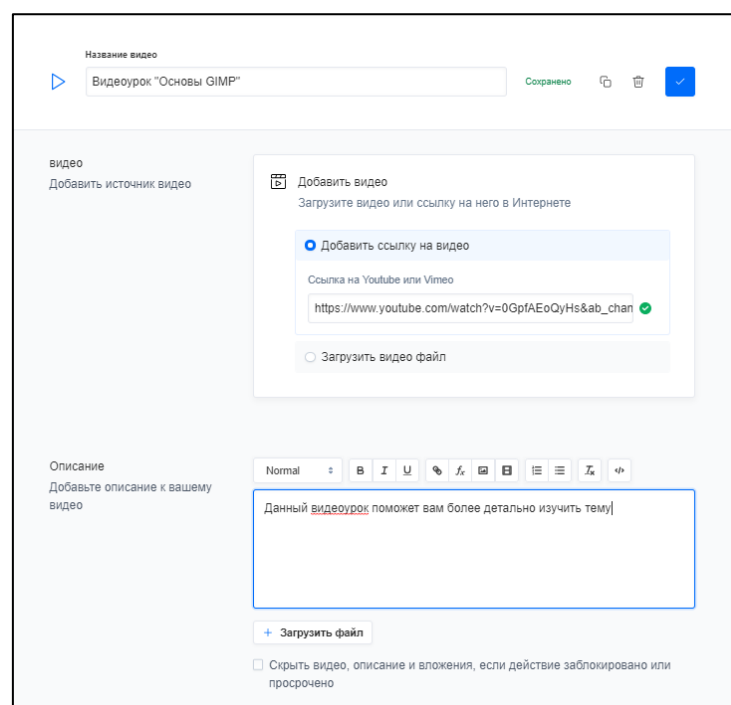 Название видео
Видеоурок "Основы GIMP"
Сохранено
видео
Добавить источник видео
Добавить видео
Загрузите видео или ссылку на него в Интернете
Добавить ссылку на видео
Ссылка на Youtube или Vimeo
https://www.youtube.com/watch?v=0GpfAEoQyHs&ab_chan
Загрузить видео файл
Описание
Добавьте описание к вашему
видео
Normal
B I U
Данный видеоурок поможет вам более детально изучить тему
+ Загрузить файл
Скрыть видео, описание и вложения, если действие заблокировано или
просрочено